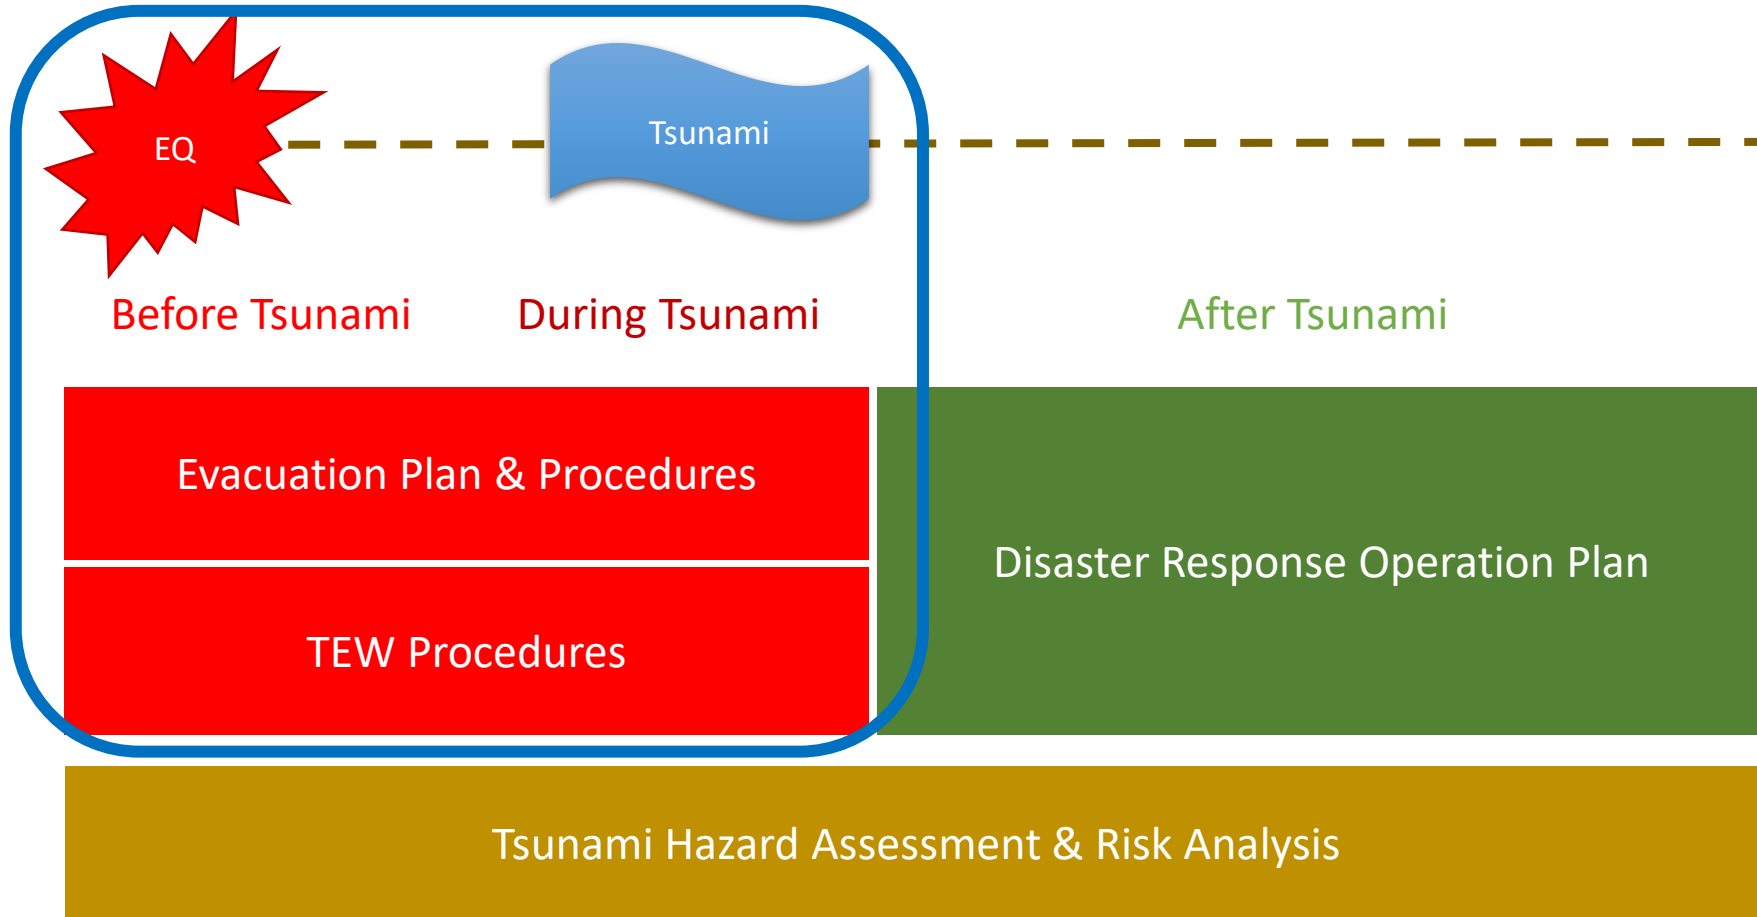 EQ
Tsunami
Before Tsunami
During Tsunami
After Tsunami
Evacuation Plan & Procedures
Disaster Response Operation Plan
TEW Procedures
Tsunami Hazard Assessment & Risk Analysis